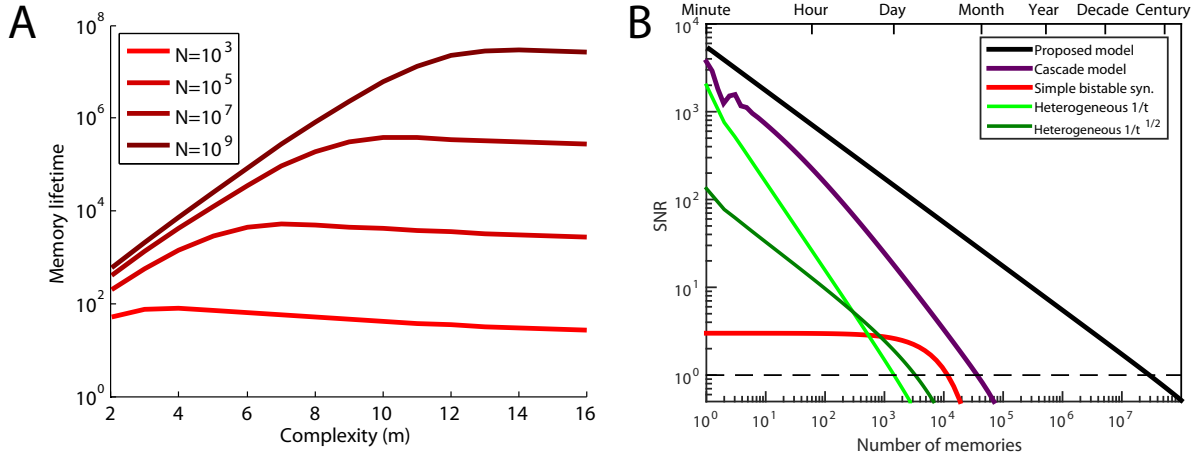 A
Memory lifetime
10^8
10^6
10^4
10^2
10^0
N=10^3
N=10^5
N=10^7
N=10^9
2 4 6 8 10 12 14 16
Complexity (m)
B
Minute Hour Day Month Year Decade Century
SNR
10^4
10^3
10^2
10^1
10^0
Proposed model
Cascade model
Simple bistable syn.
Heterogeneous 1/t
Heterogeneous 1/t^1/2
10^0 10^1 10^2 10^3 10^4 10^5 10^6 10^7
Number of memories